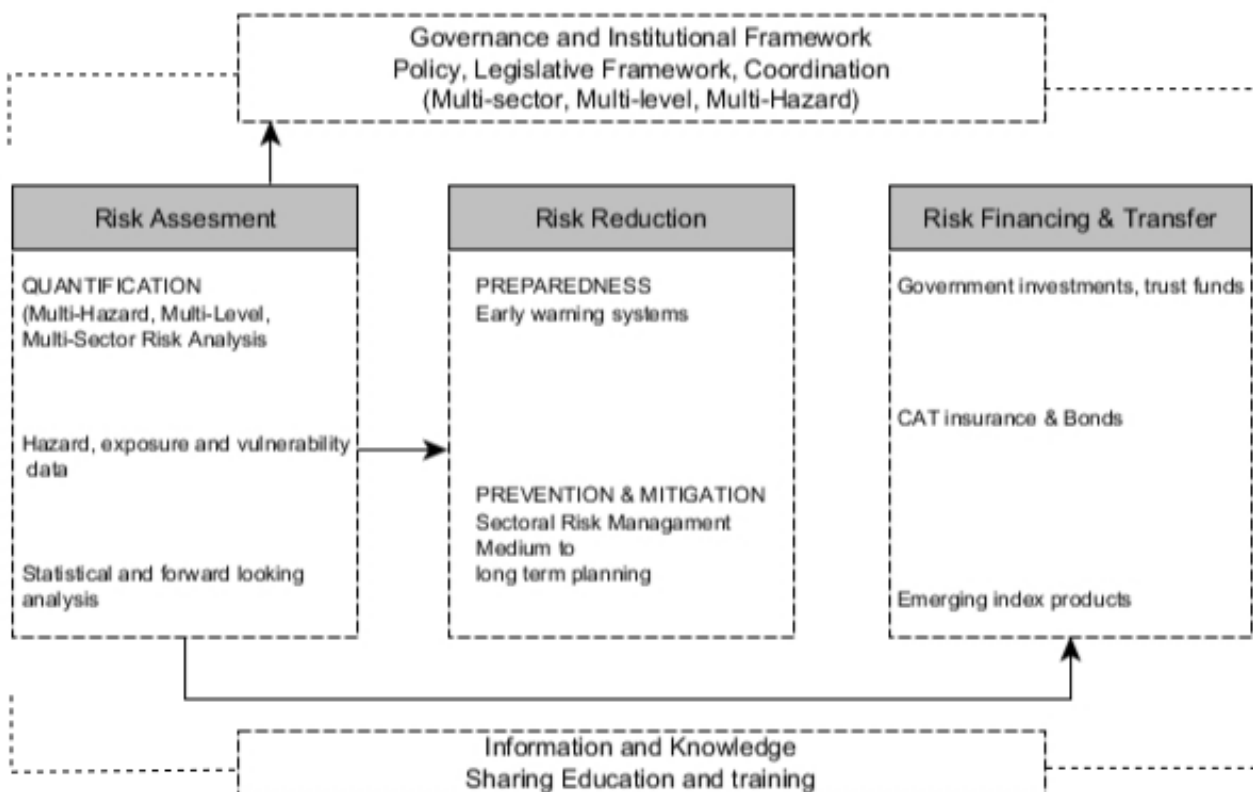 Governance and Institutional Framework
Policy, Legislative Framework, Coordination
(Multi-sector, Multi-level, Multi-Hazard)
Risk Assesment
QUANTIFICATION
(Multi-Hazard, Multi-Level,
Multi-Sector Risk Analysis
Hazard, exposure and vulnerability
data
Statistical and forward looking
analysis
Risk Reduction
PREPAREDNESS
Early warning systems
PREVENTION & MITIGATION
Sectoral Risk Managament
Medium to
long term planning
Risk Financing & Transfer
Government investments, trust funds
CAT insurance & Bonds
Emerging index products
Information and Knowledge
Sharing Education and training